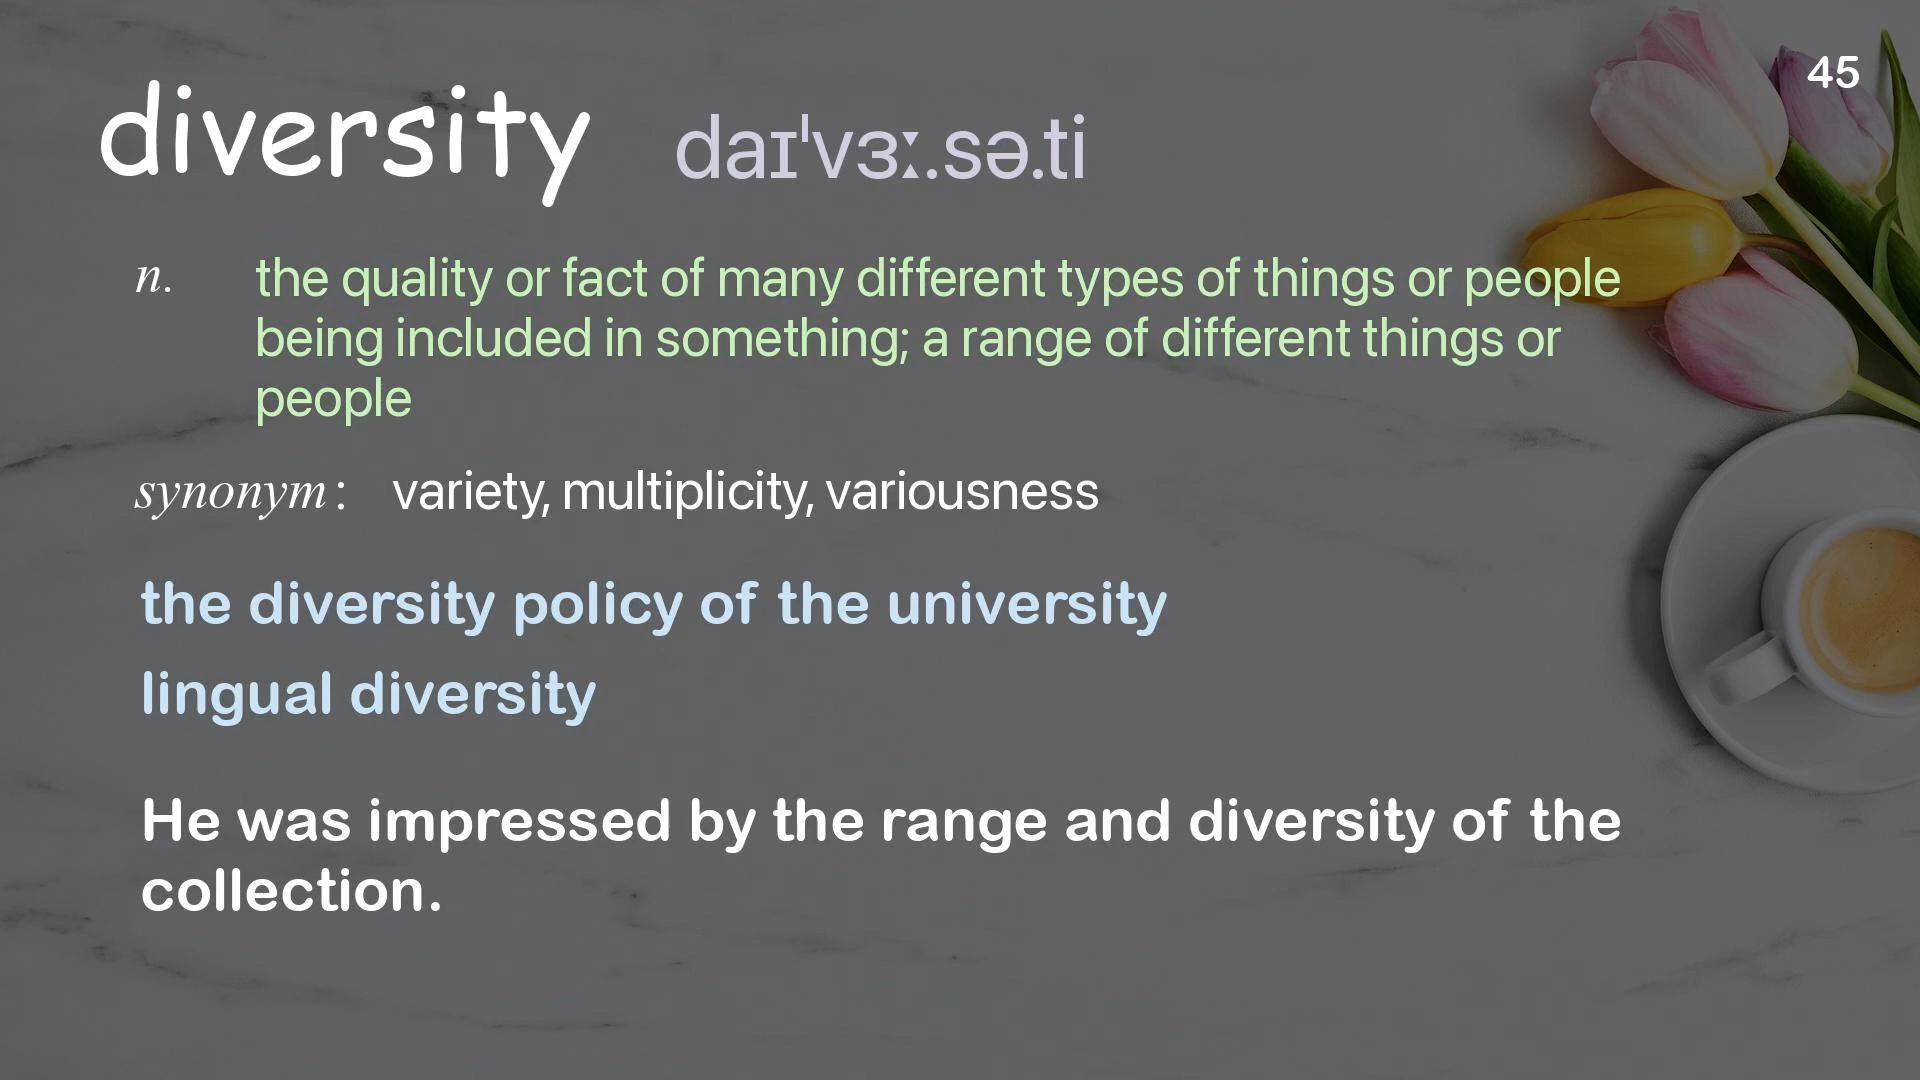 45
diversity daɪˈvɜː.sə.ti
n. the quality or fact of many different types of things or people
being included in something; a range of different things or
people
synonym : variety, multiplicity, variousness
the diversity policy of the university
lingual diversity
He was impressed by the range and diversity of the
collection.